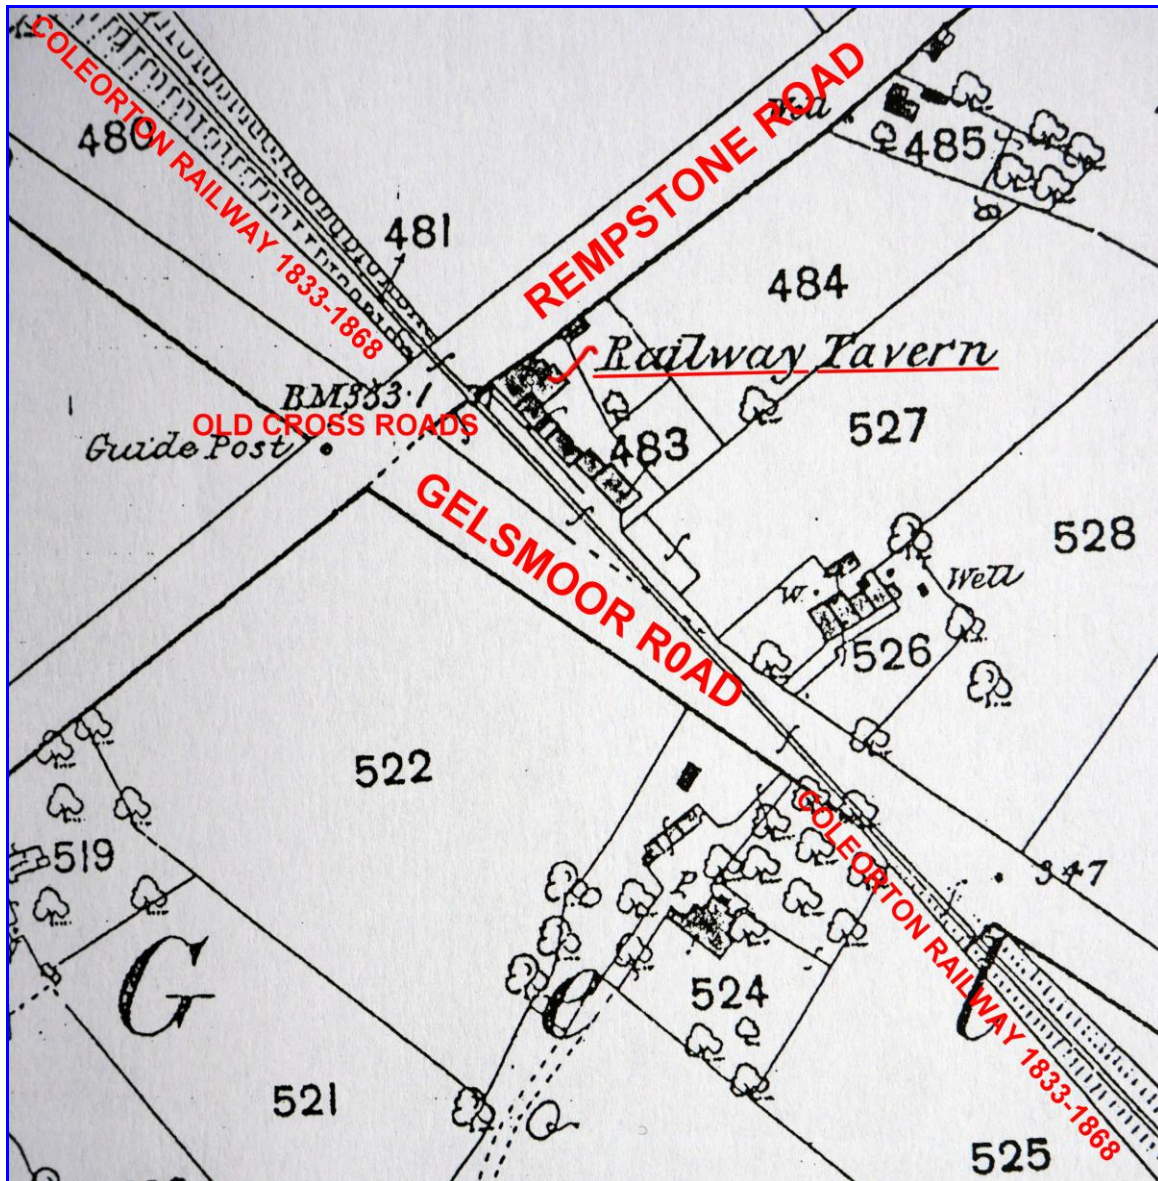 COLEORTON RAILWAY 1833-1868
480
481
REMPSTONE ROAD
485
484
Railway Tavern
B.M.353.1
OLD CROSS ROADS
Guide Post
483
527
528
GELSMOOR R0AD
W.
Well
526
522
519
347
P
COLEORTON RAILWAY 1833-1868
G
e
l
524
521
525